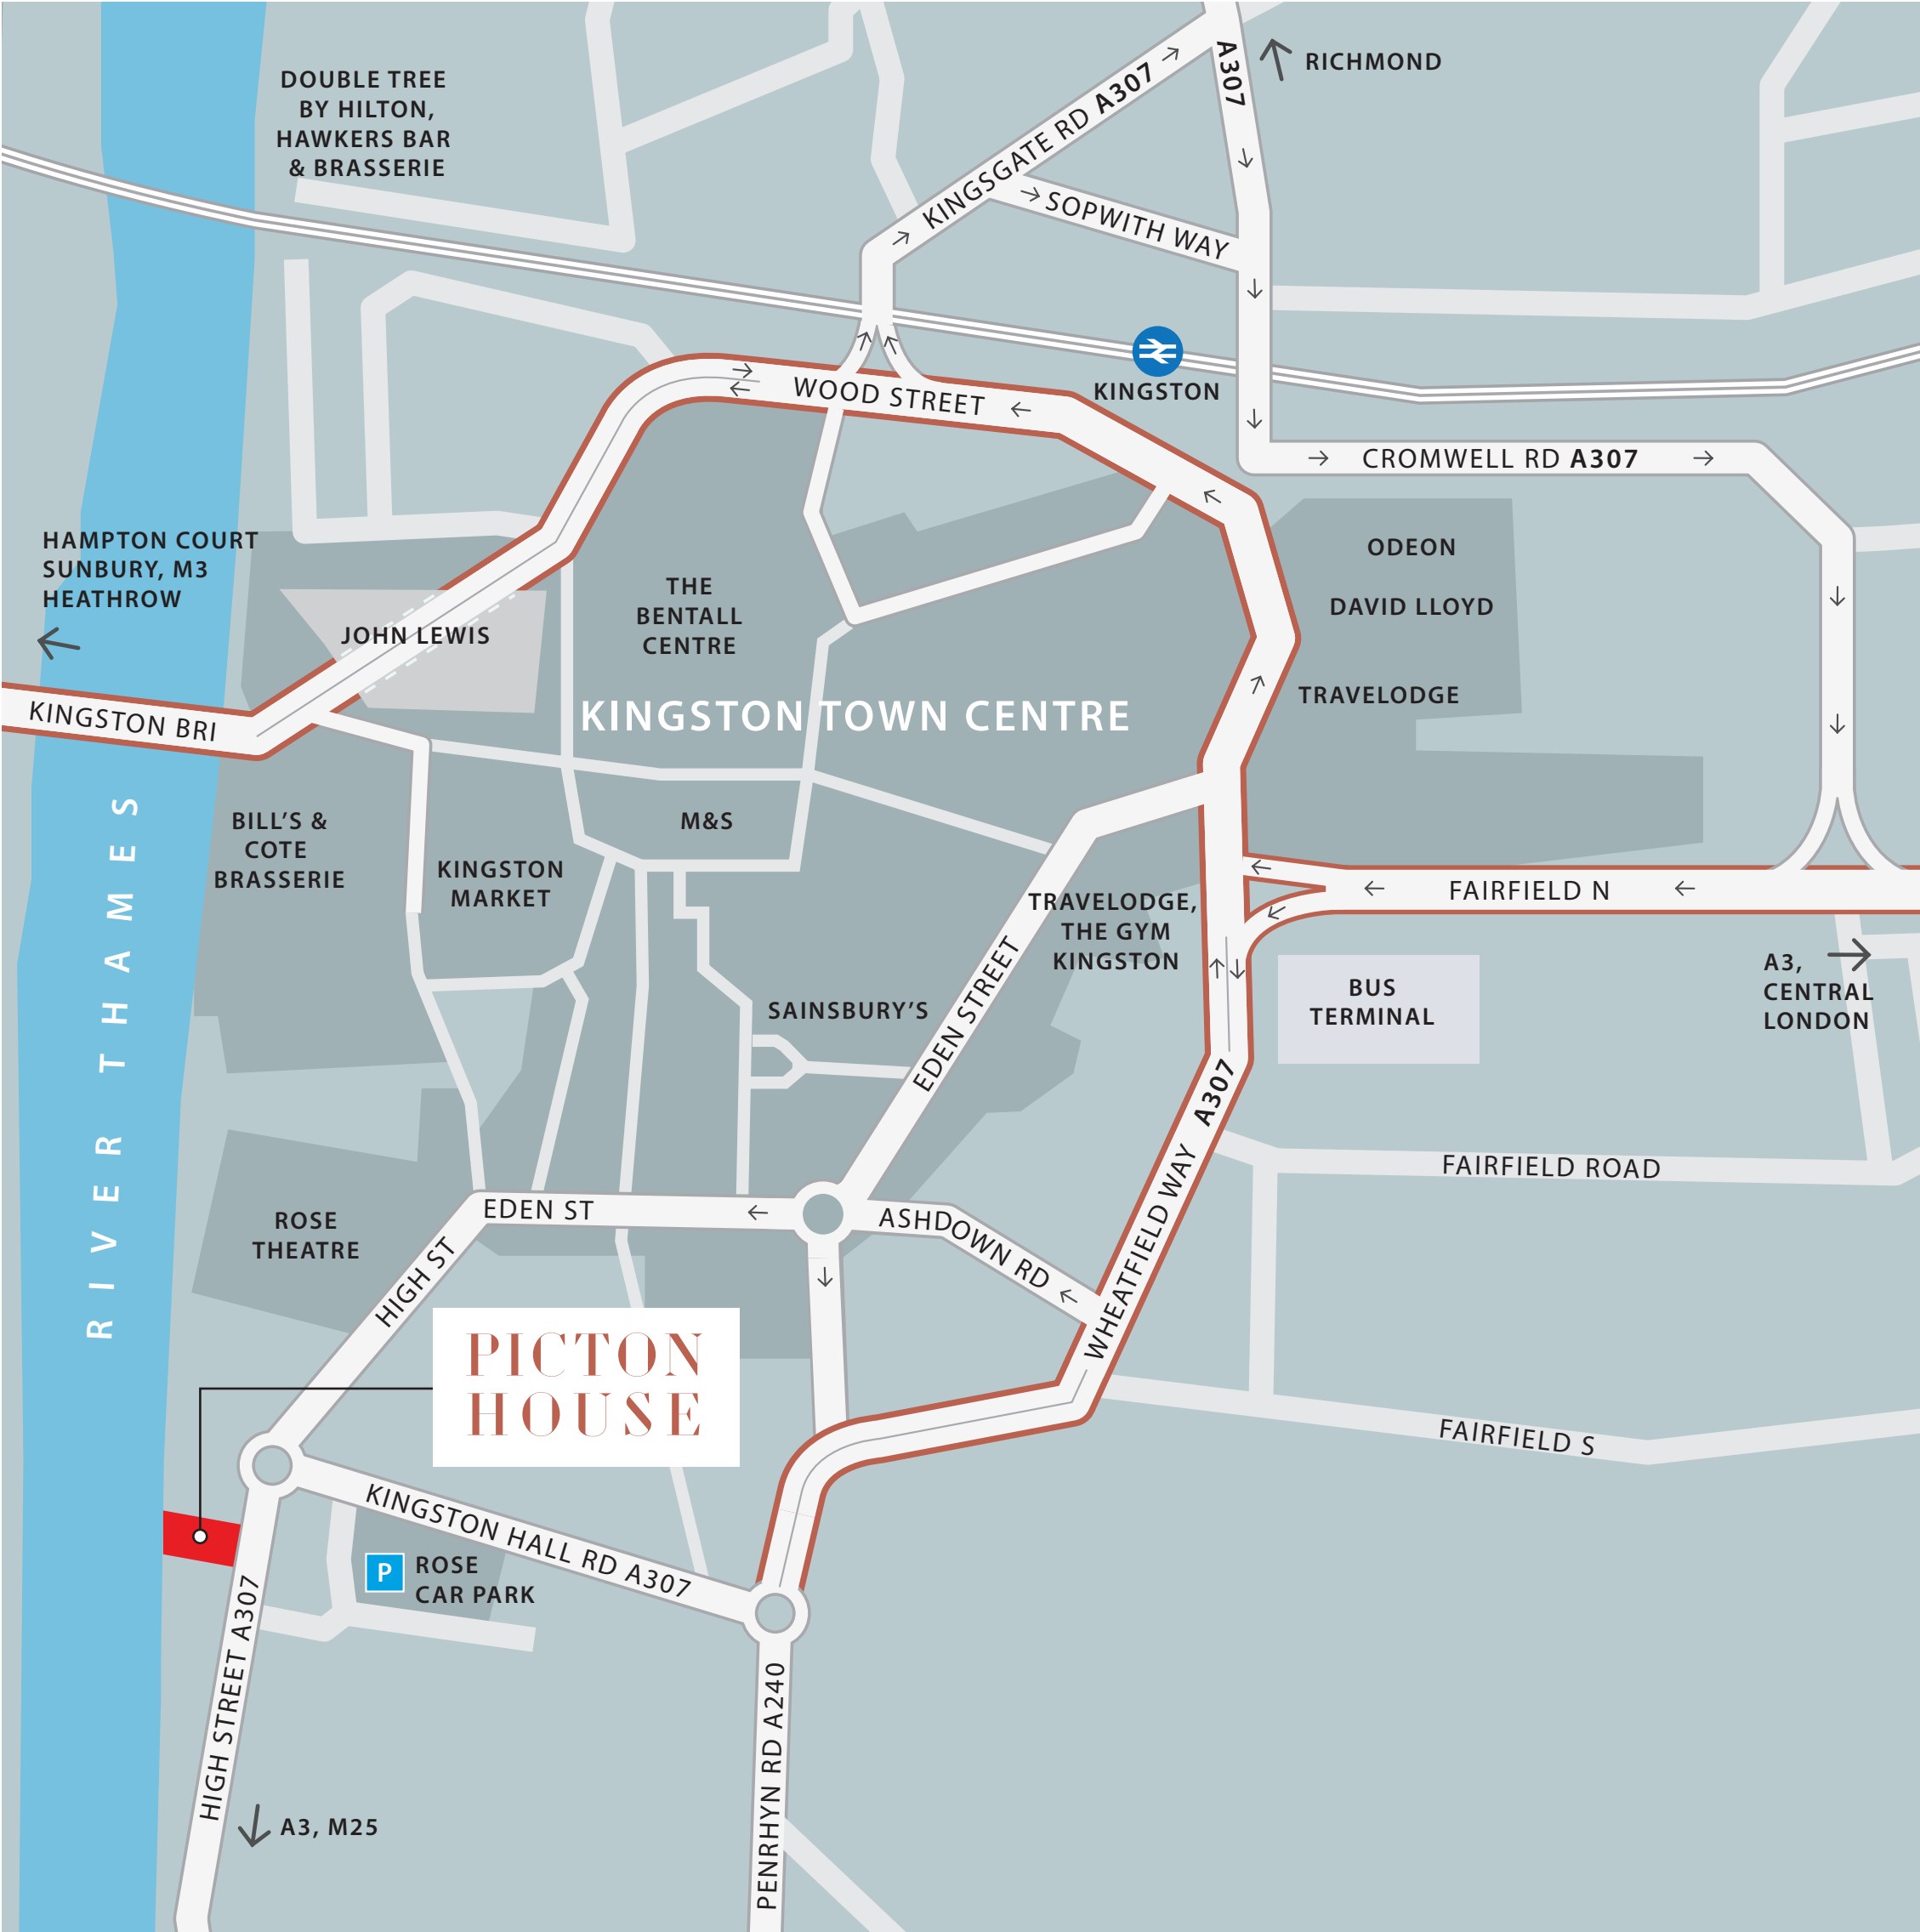 DOUBLE TREE
BY HILTON,
HAWKERS BAR
& BRASSERIE
A307
RICHMOND
KINGSGATE RD A307
SOPWITH WAY
KINGSTON
WOOD STREET
CROMWELL RD A307
HAMPTON COURT
SUNBURY, M3
HEATHROW
JOHN LEWIS
THE
BENTALL
CENTRE
ODEON
DAVID LLOYD
TRAVELODGE
KINGSTON BRI
KINGSTON TOWN CENTRE
RIVER THAMES
BILL’S &
COTE
BRASSERIE
KINGSTON
MARKET
M&S
TRAVELODGE,
THE GYM
KINGSTON
FAIRFIELD N
SAINSBURY’S
EDEN STREET
BUS
TERMINAL
A3,
CENTRAL
LONDON
WHEATFIELD WAY A307
FAIRFIELD ROAD
ROSE
THEATRE
EDEN ST
ASHDOWN RD
HIGH ST
PICTON
HOUSE
FAIRFIELD S
KINGSTON HALL RD A307
P
ROSE
CAR PARK
HIGH STREET A307
PENRHYN RD A240
A3, M25